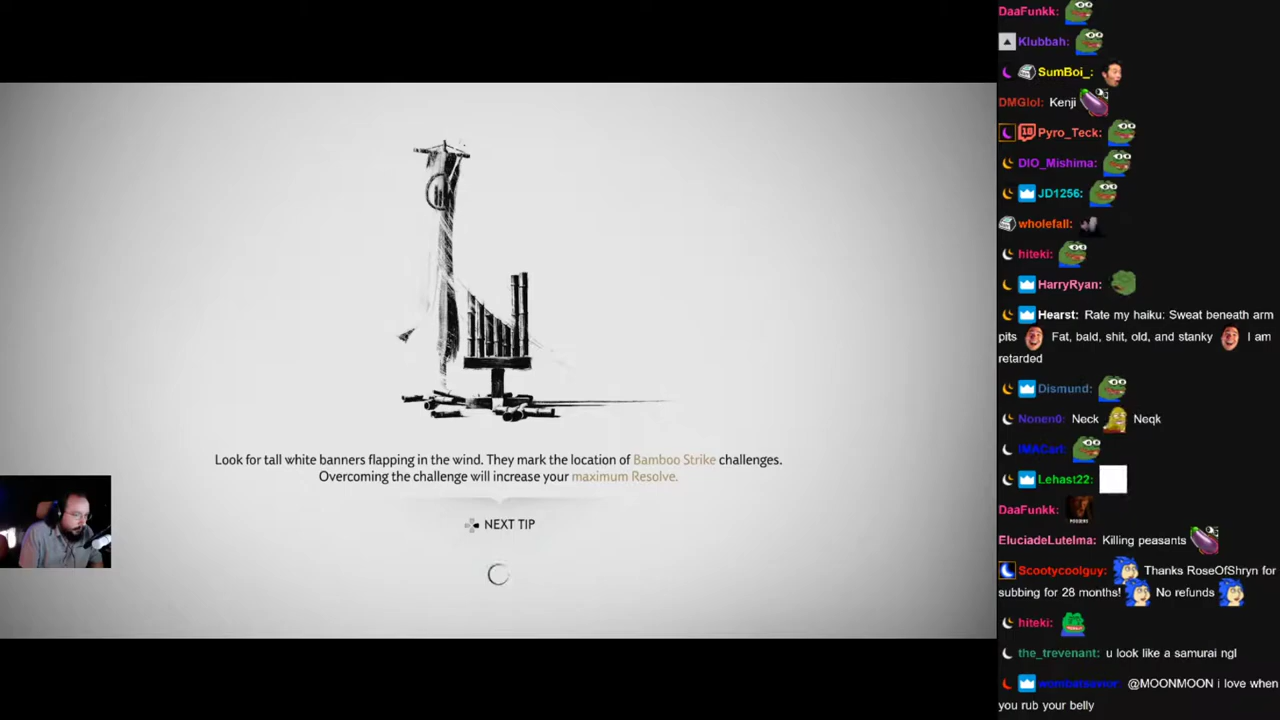 Look for tall white banners flapping in the wind. They mark the location of Bamboo Strike challenges.
Overcoming the challenge will increase your maximum Resolve.
NEXT TIP
DaaFunkk:
Klubbah:
SumBoi_:
DMGlol: Kenji
18 Pyro_Teck:
DIO_Mishima:
JD1256:
wholefall:
hiteki:
HarryRyan:
Hearst: Rate my haiku: Sweat beneath arm
pits Fat, bald, shit, old, and stanky I am
retarded
Dismund:
Nonen0: Neck Neqk
IMACarl:
Lehast22:
DaaFunkk:
EluciadeLutelma: Killing peasants
Scootycoolguy: Thanks RoseOfShryn for
subbing for 28 months! No refunds
hiteki:
the_trevenant: u look like a samurai ngl
@MOONMOON i love when
you rub your belly